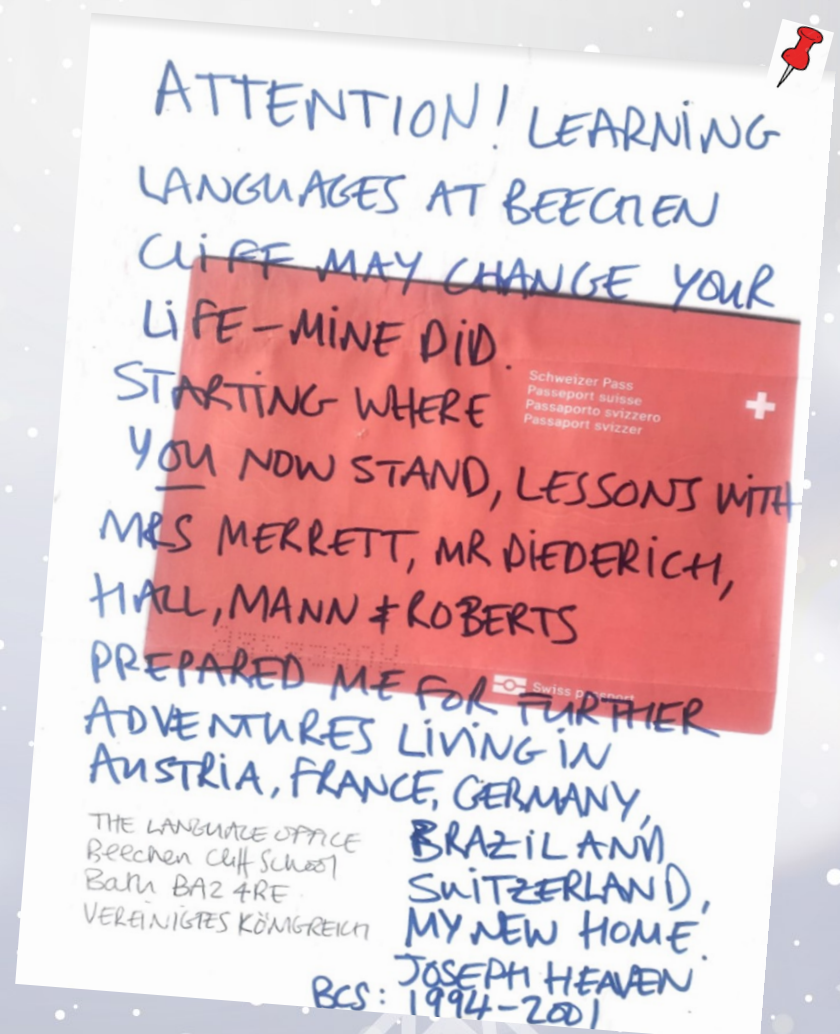 ATTENTION! LEARNING
LANGUAGES AT BEECHEN
CLIFF MAY CHANGE YOUR
LIFE - MINE DID.
STARTING WHERE
YOU NOW STAND, LESSONS WITH
MRS MERRETT, MR DIEDERICH,
HALL, MANN & ROBERTS
PREPARED ME FOR FURTHER
ADVENTURES LIVING IN
AUSTRIA, FRANCE, GERMANY,
BRAZIL AND
SWITZERLAND,
MY NEW HOME.
JOSEPH HEAVEN
BCS: 1994-2001
Schweizer Pass
Passeport suisse
Passaporto svizzero
Passaport svizzer
Swiss passport
THE LANGUAGE OFFICE
Beechen Cliff School
Bath BA2 4RE
VEREINIGTES KÖNIGREICH